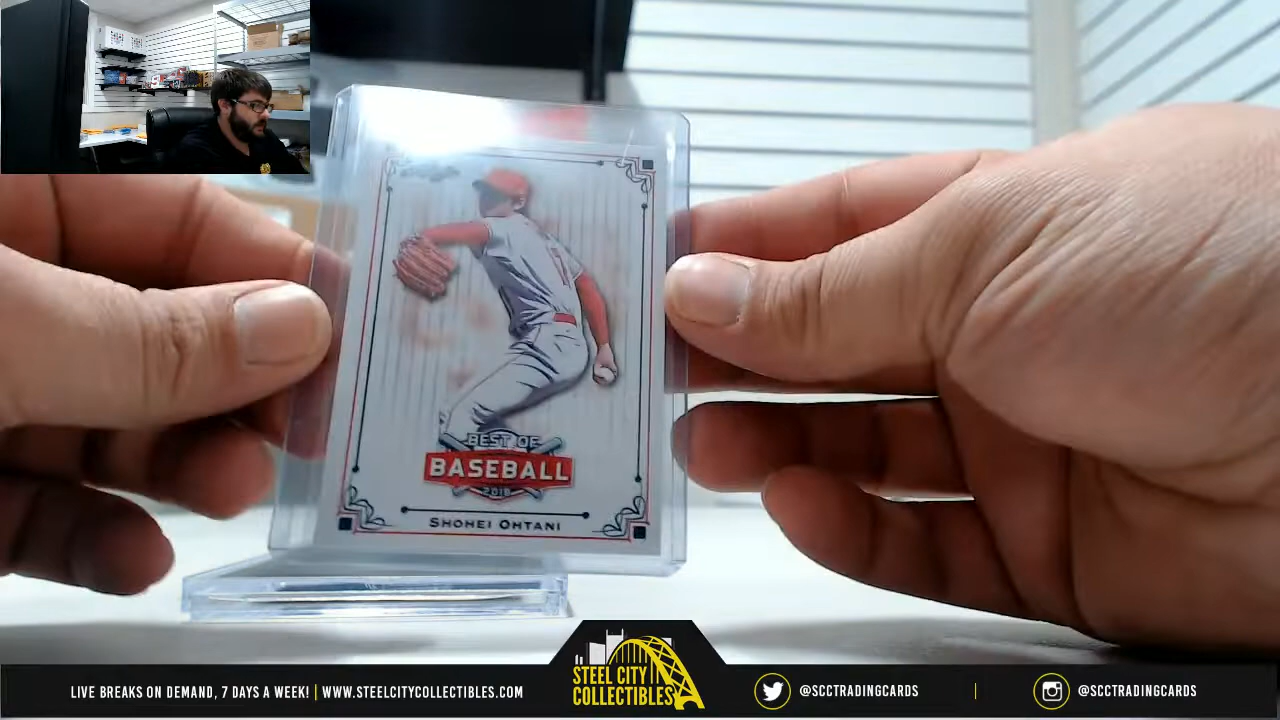 BEST OF
BASEBALL
2018
SHOHEI OHTANI
LIVE BREAKS ON DEMAND, 7 DAYS A WEEK! | WWW.STEELCITYCOLLECTIBLES.COM
STEEL CITY
COLLECTIBLES
@SCCTRADINGCARDS
@SCCTRADINGCARDS